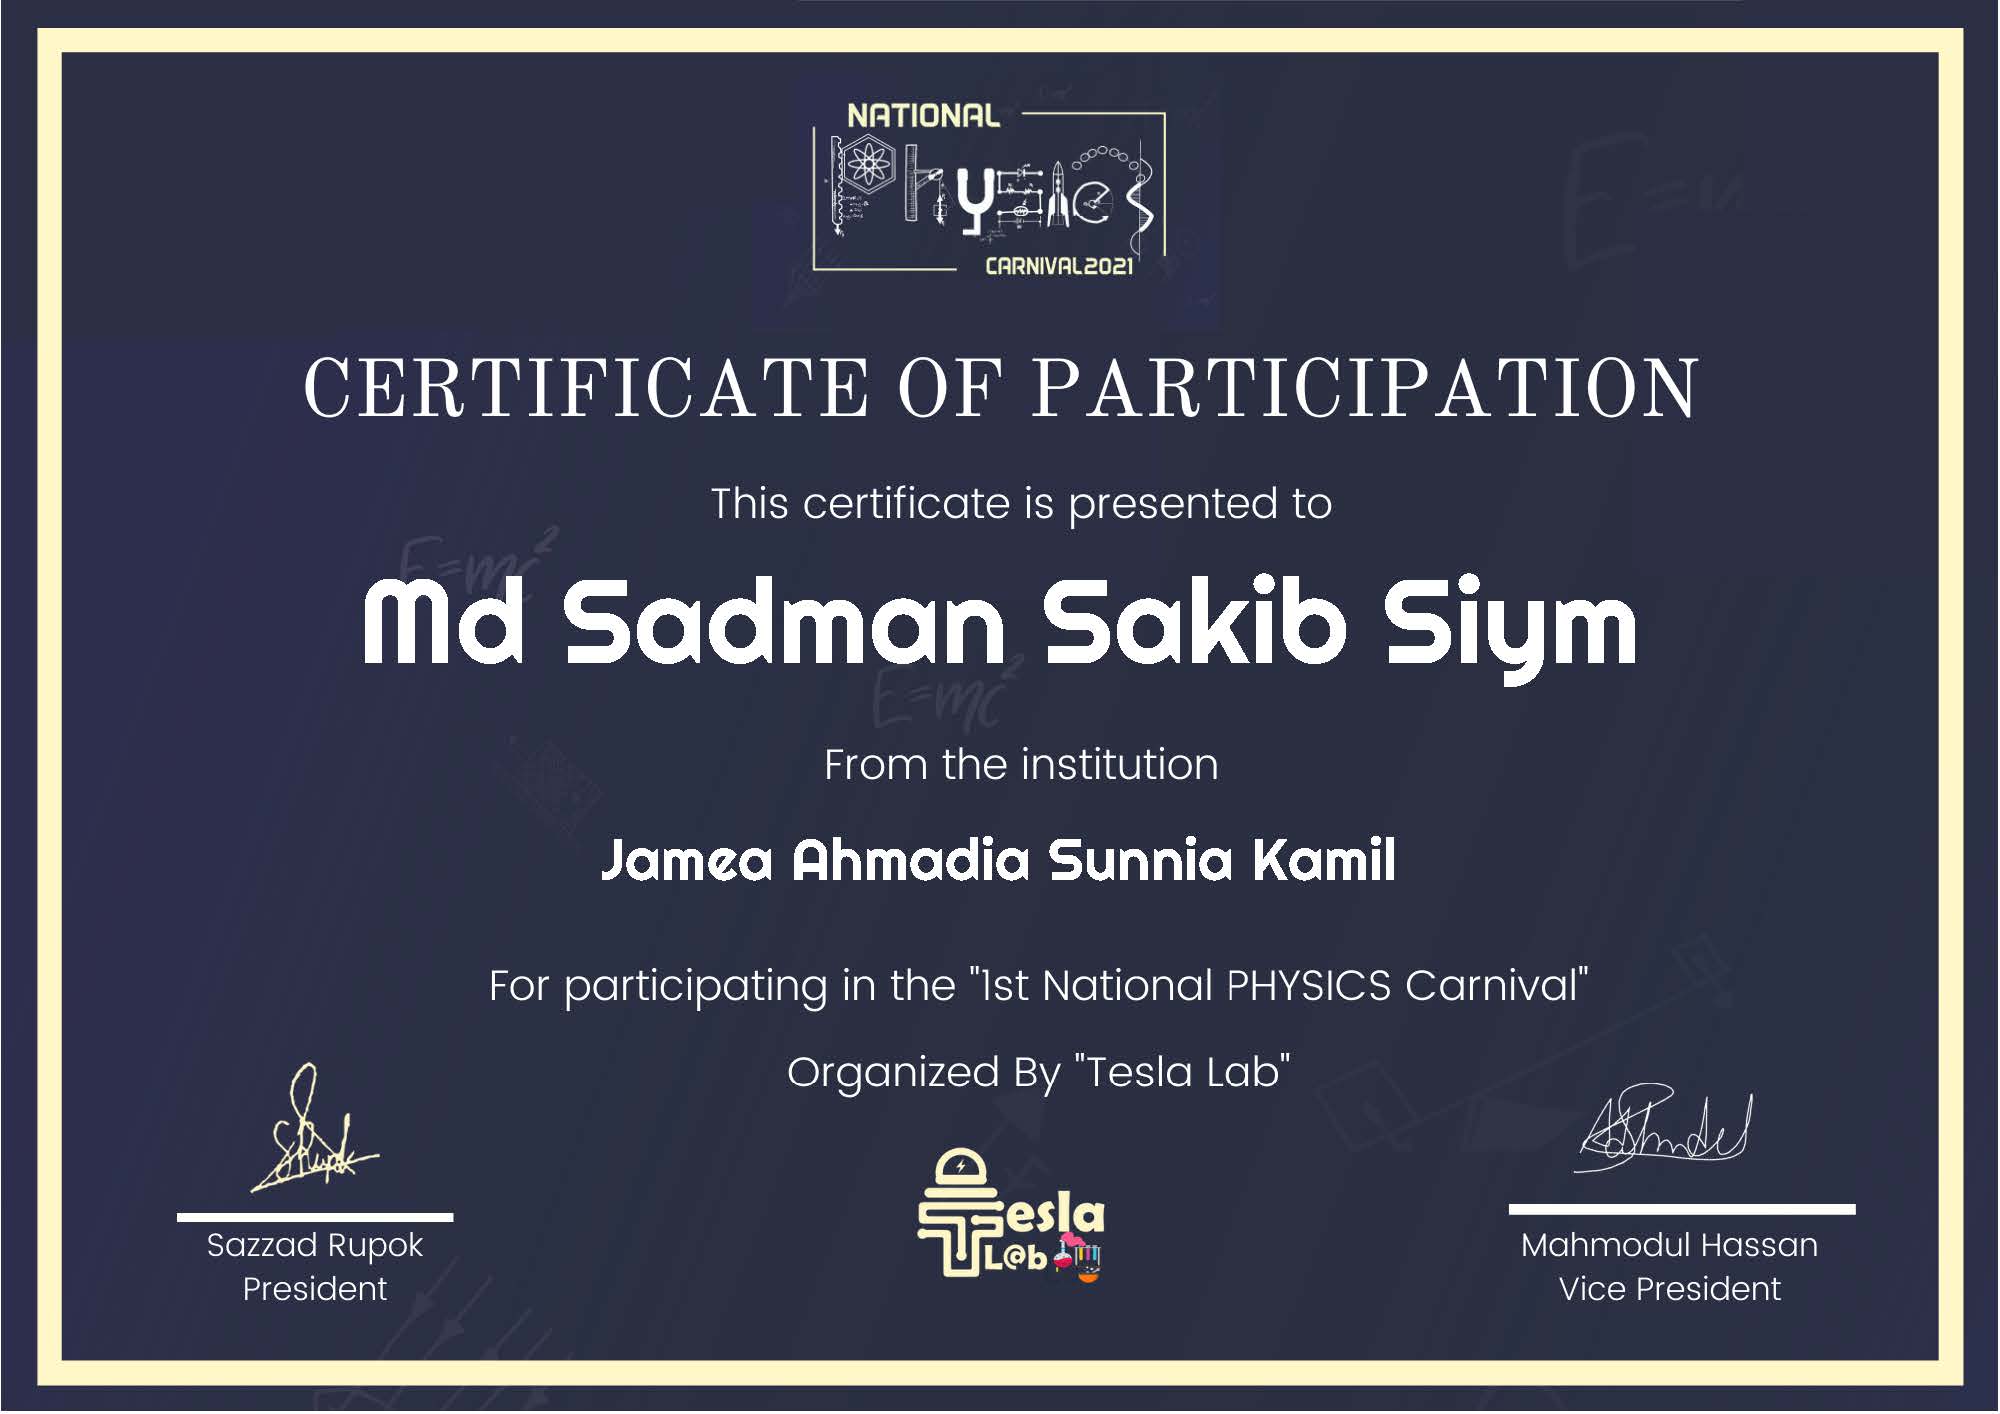 NATIONAL
Physics
CARNIVAL2021
CERTIFICATE OF PARTICIPATION
This certificate is presented to
E=mc²
E=m
Md Sadman Sakib Siym
E=mc²
From the institution
Jamea Ahmadia Sunnia Kamil
For participating in the "1st National PHYSICS Carnival"
Organized By "Tesla Lab"
Tesla
L@b
Sazzad Rupok
President
Mahmodul Hassan
Vice President